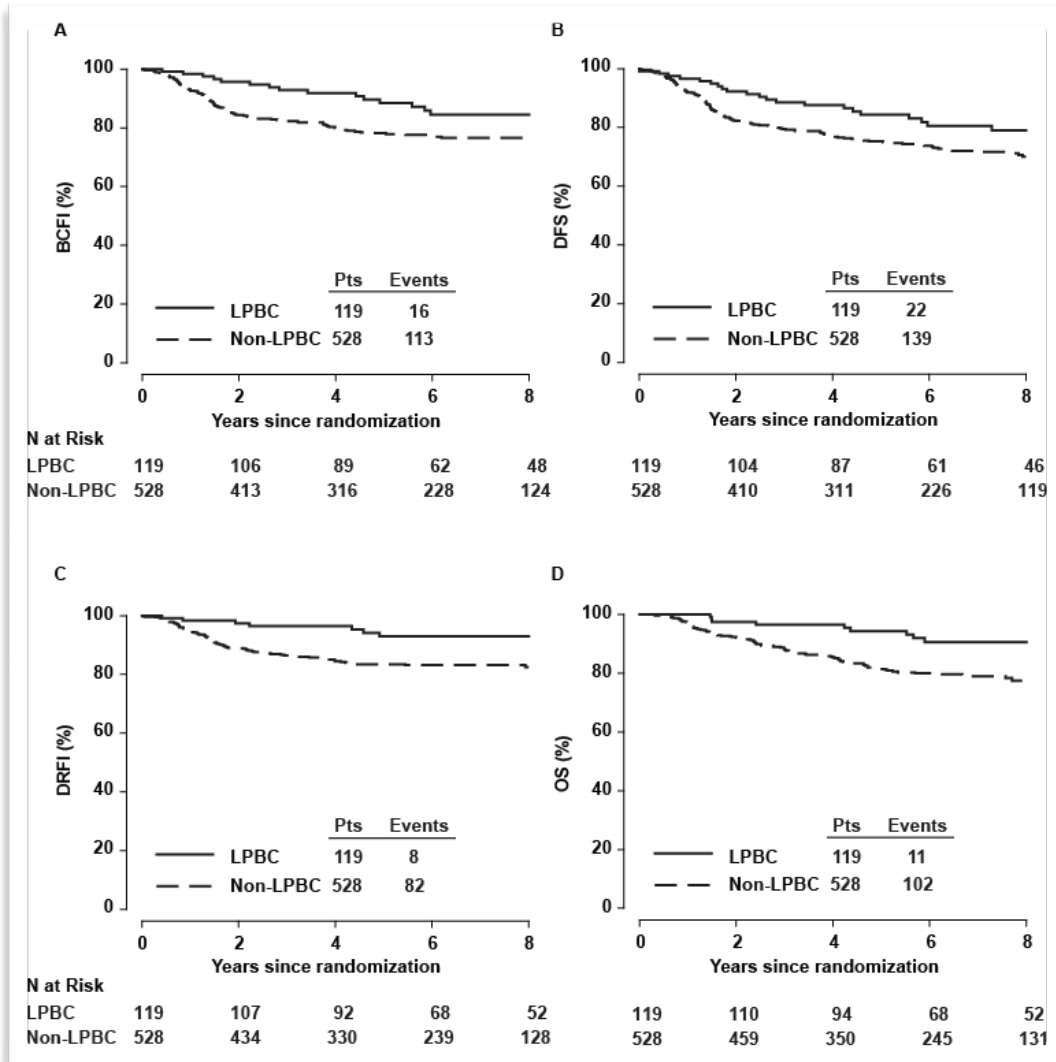 A
BCFI (%)
100
80
60
40
20
0
Pts Events
LPBC 119 16
Non-LPBC 528 113
0 2 4 6 8
Years since randomization
N at Risk
LPBC 119 106 89 62 48
Non-LPBC 528 413 316 228 124
B
DFS (%)
100
80
60
40
20
0
Pts Events
LPBC 119 22
Non-LPBC 528 139
0 2 4 6 8
Years since randomization
119 104 87 61 46
528 410 311 226 119
C
DRFI (%)
100
80
60
40
20
0
Pts Events
LPBC 119 8
Non-LPBC 528 82
0 2 4 6 8
Years since randomization
N at Risk
LPBC 119 107 92 68 52
Non-LPBC 528 434 330 239 128
D
OS (%)
100
80
60
40
20
0
Pts Events
LPBC 119 11
Non-LPBC 528 102
0 2 4 6 8
Years since randomization
119 110 94 68 52
528 459 350 245 131